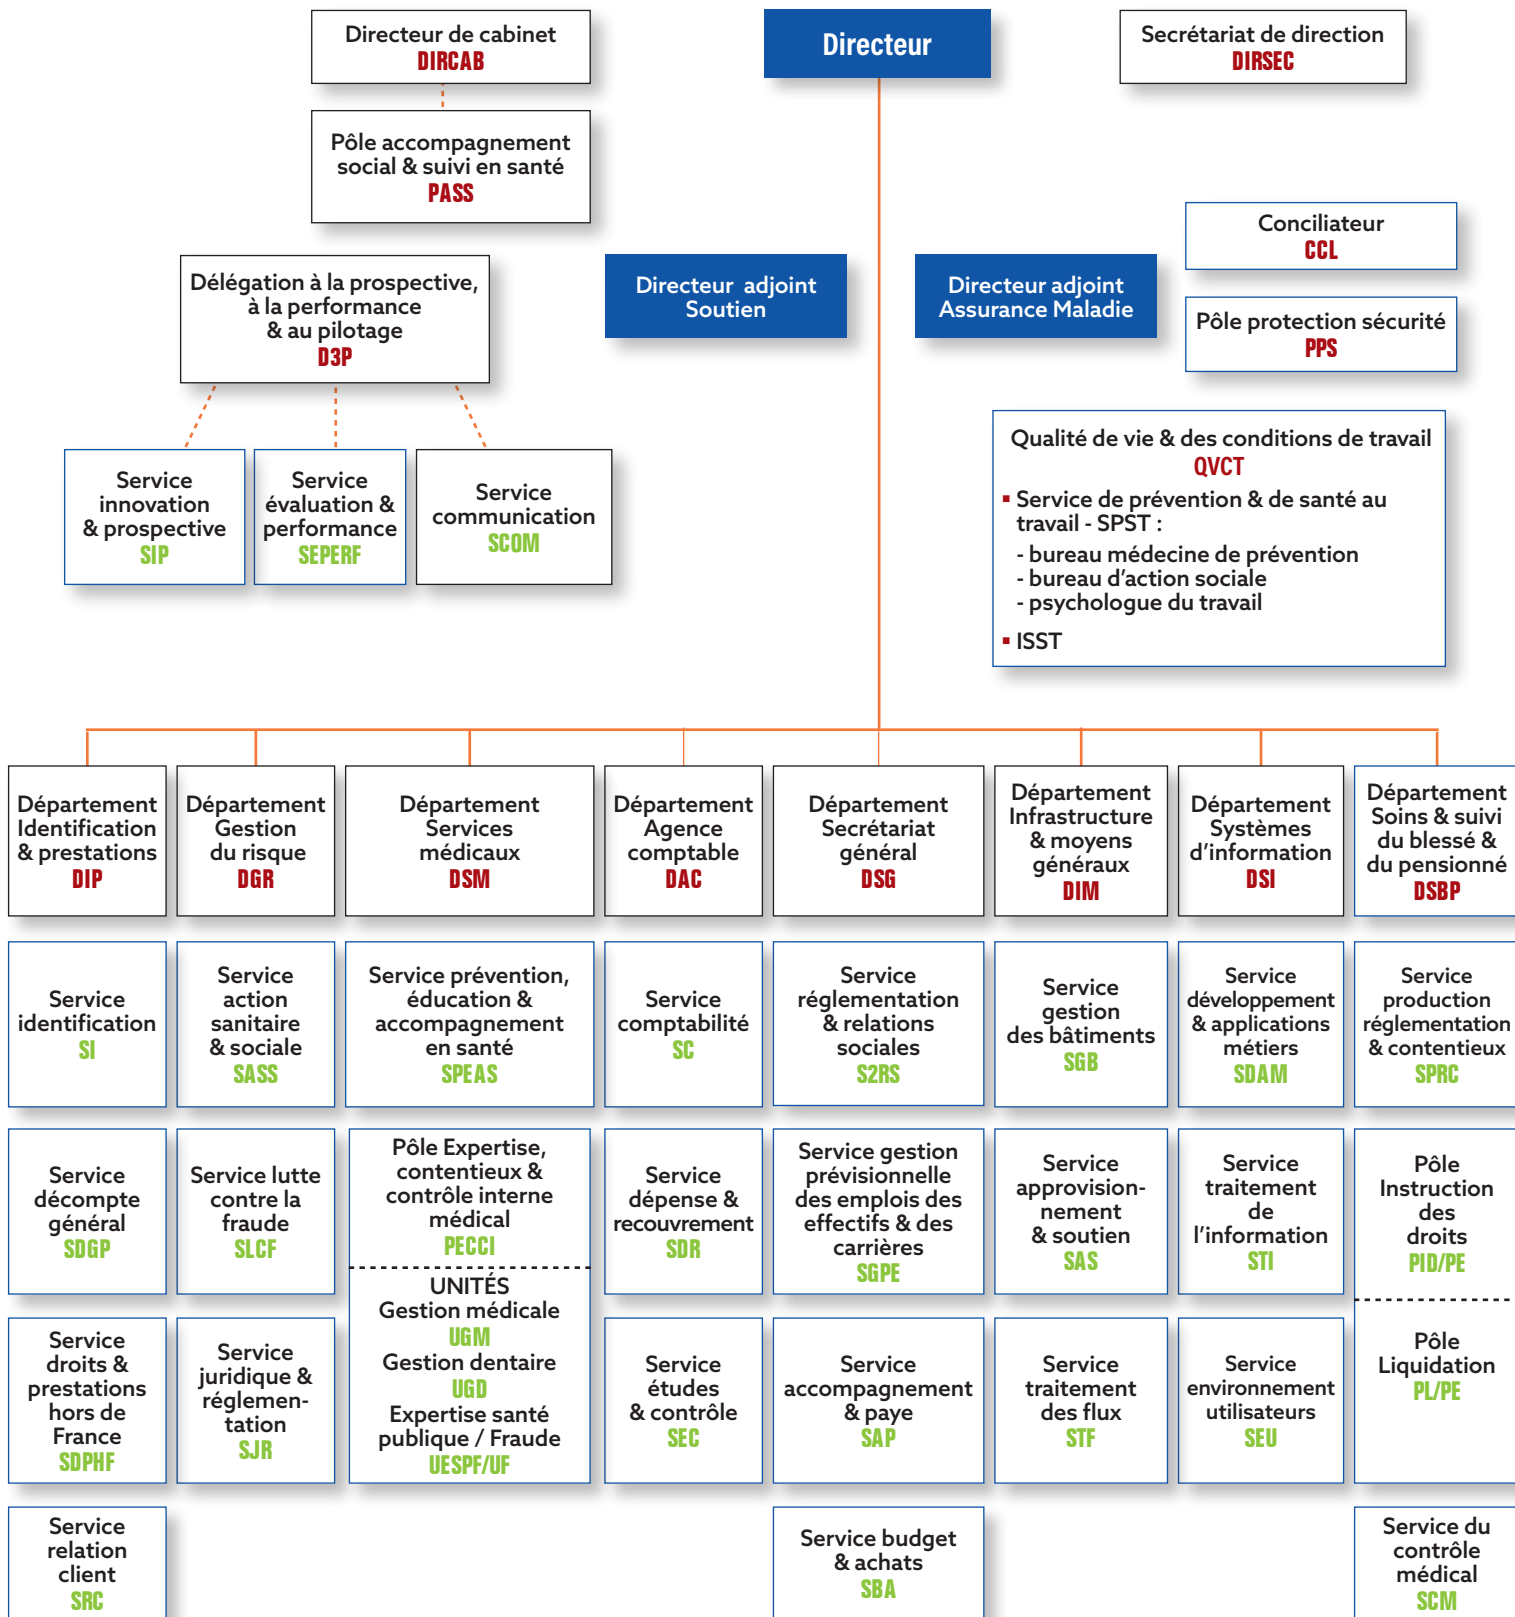 Directeur de cabinet
DIRCAB
Directeur
Secrétariat de direction
DIRSEC
Pôle accompagnement
social & suivi en santé
PASS
Conciliateur
CCL
Délégation à la prospective,
à la performance
& au pilotage
D3P
Directeur adjoint
Soutien
Directeur adjoint
Assurance Maladie
Pôle protection sécurité
PPS
Service
innovation
& prospective
SIP
Service
évaluation &
performance
SEPERF
Service
communication
SCOM
Qualité de vie & des conditions de travail
QVCT
▪ Service de prévention & de santé au
travail - SPST :
- bureau médecine de prévention
- bureau d'action sociale
- psychologue du travail
▪ ISST
Département
Identification
& prestations
DIP
Département
Gestion
du risque
DGR
Département
Services
médicaux
DSM
Département
Agence
comptable
DAC
Département
Secrétariat
général
DSG
Département
Infrastructure
& moyens
généraux
DIM
Département
Systèmes
d'information
DSI
Département
Soins & suivi
du blessé &
du pensionné
DSBP
Service
identification
SI
Service
action
sanitaire
& sociale
SASS
Service prévention,
éducation &
accompagnement
en santé
SPEAS
Service
comptabilité
SC
Service
réglementation
& relations
sociales
S2RS
Service
gestion
des bâtiments
SGB
Service
développement
& applications
métiers
SDAM
Service
production
réglementation
& contentieux
SPRC
Service
décompte
général
SDGP
Service lutte
contre la
fraude
SLCF
Pôle Expertise,
contentieux &
contrôle interne
médical
PECCI
UNITÉS
Gestion médicale
UGM
Gestion dentaire
UGD
Expertise santé
publique / Fraude
UESPF/UF
Service
dépense &
recouvrement
SDR
Service gestion
prévisionnelle
des emplois des
effectifs & des
carrières
SGPE
Service
approvision-
nement
& soutien
SAS
Service
traitement
de
l'information
STI
Pôle
Instruction
des
droits
PID/PE
Pôle
Liquidation
PL/PE
Service
droits &
prestations
hors de
France
SDPHF
Service
juridique &
réglemen-
tation
SJR
Service
études
& contrôle
SEC
Service
accompagnement
& paye
SAP
Service
traitement
des flux
STF
Service
environnement
utilisateurs
SEU
Service
relation
client
SRC
Service budget
& achats
SBA
Service du
contrôle
médical
SCM